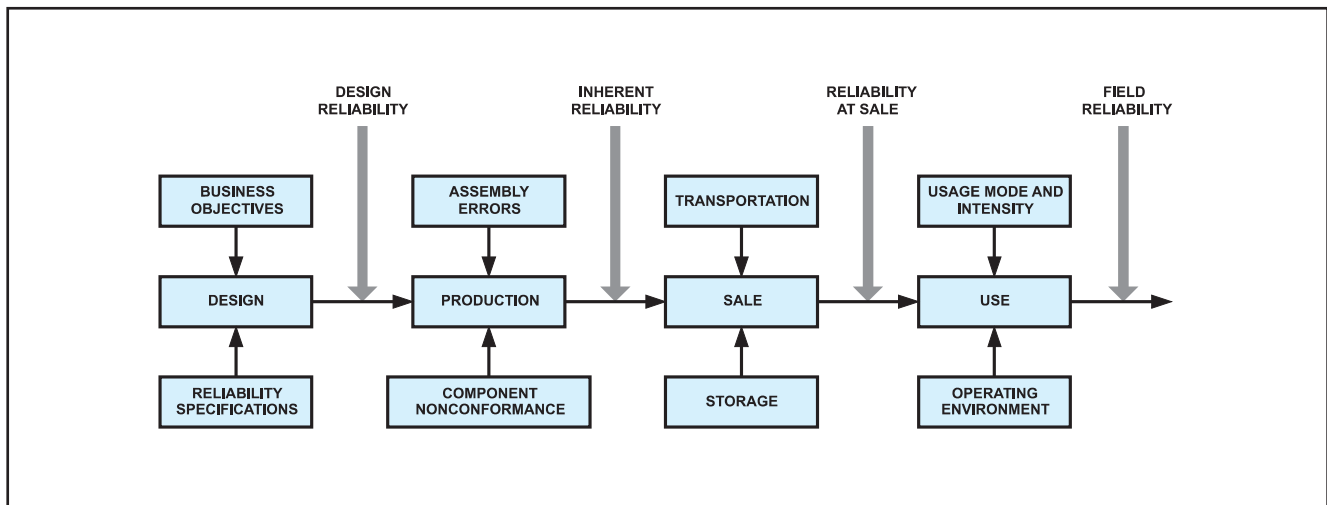 DESIGN
RELIABILITY
INHERENT
RELIABILITY
RELIABILITY
AT SALE
FIELD
RELIABILITY
BUSINESS
OBJECTIVES
ASSEMBLY
ERRORS
TRANSPORTATION
USAGE MODE AND
INTENSITY
DESIGN
PRODUCTION
SALE
USE
RELIABILITY
SPECIFICATIONS
COMPONENT
NONCONFORMANCE
STORAGE
OPERATING
ENVIRONMENT